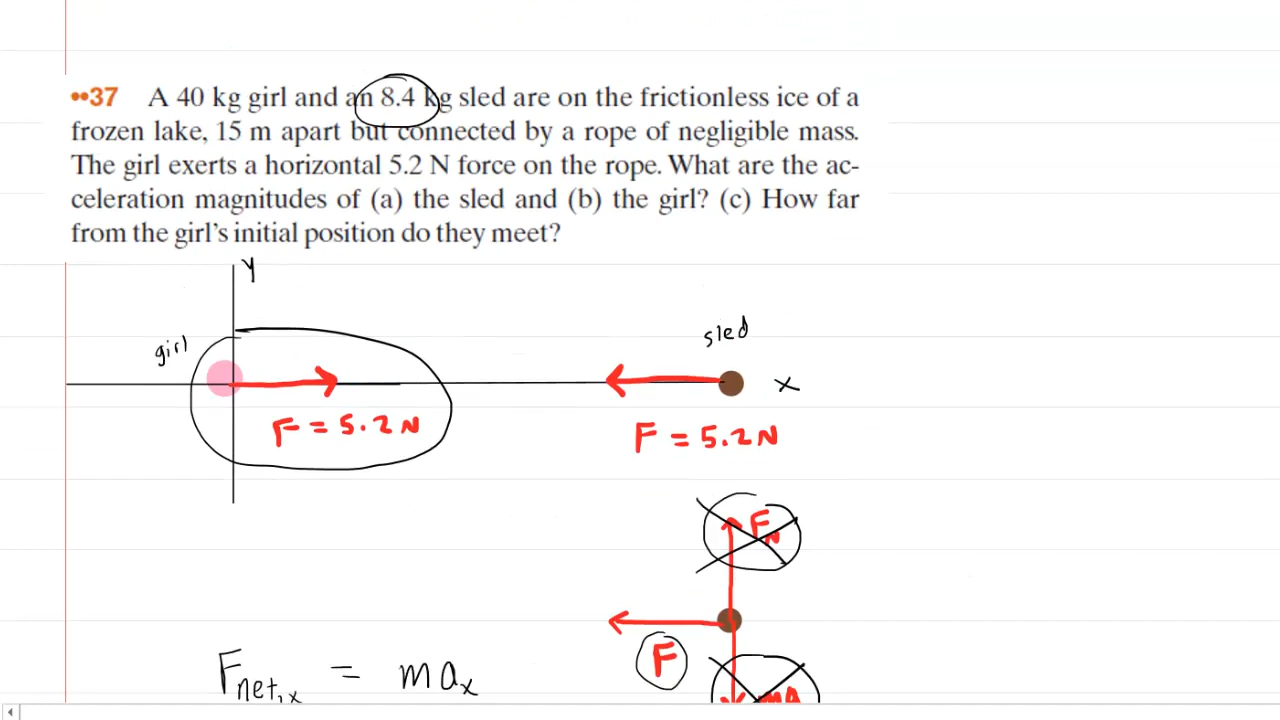 ••37 A 40 kg girl and an 8.4 kg sled are on the frictionless ice of a
frozen lake, 15 m apart but connected by a rope of negligible mass.
The girl exerts a horizontal 5.2 N force on the rope. What are the ac-
celeration magnitudes of (a) the sled and (b) the girl? (c) How far
from the girl's initial position do they meet?
y
girl
sled
x
F = 5.2 N
F = 5.2 N
F_N
F
F_net,x = ma_x